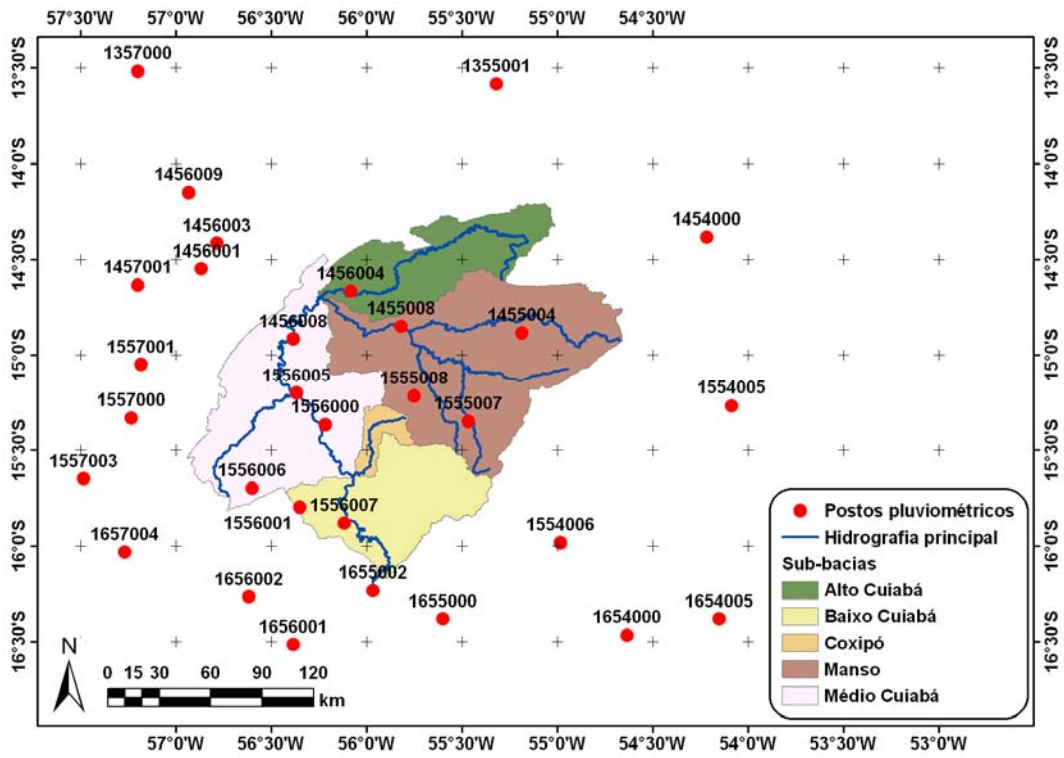 57°30'W 57°0'W 56°30'W 56°0'W 55°30'W 55°0'W 54°30'W
13°30'S
14°0'S
14°30'S
15°0'S
15°30'S
16°0'S
16°30'S
1357000
1355001
1456009
1456003
1456001
1457001
1454000
1456004
1455008
1455004
1456008
1557001
1556005
1555008
1557000
1556000
1555007
1554005
1557003
1556006
1556001
1556007
1657004
1554006
1656002
1655002
1655000
1654005
1654000
1656001
N
0 15 30 60 90 120
km
Postos pluviométricos
Hidrografia principal
Sub-bacias
Alto Cuiabá
Baixo Cuiabá
Coxipó
Manso
Médio Cuiabá
13°30'S
14°0'S
14°30'S
15°0'S
15°30'S
16°0'S
16°30'S
57°0'W 56°30'W 56°0'W 55°30'W 55°0'W 54°30'W 54°0'W 53°30'W 53°0'W